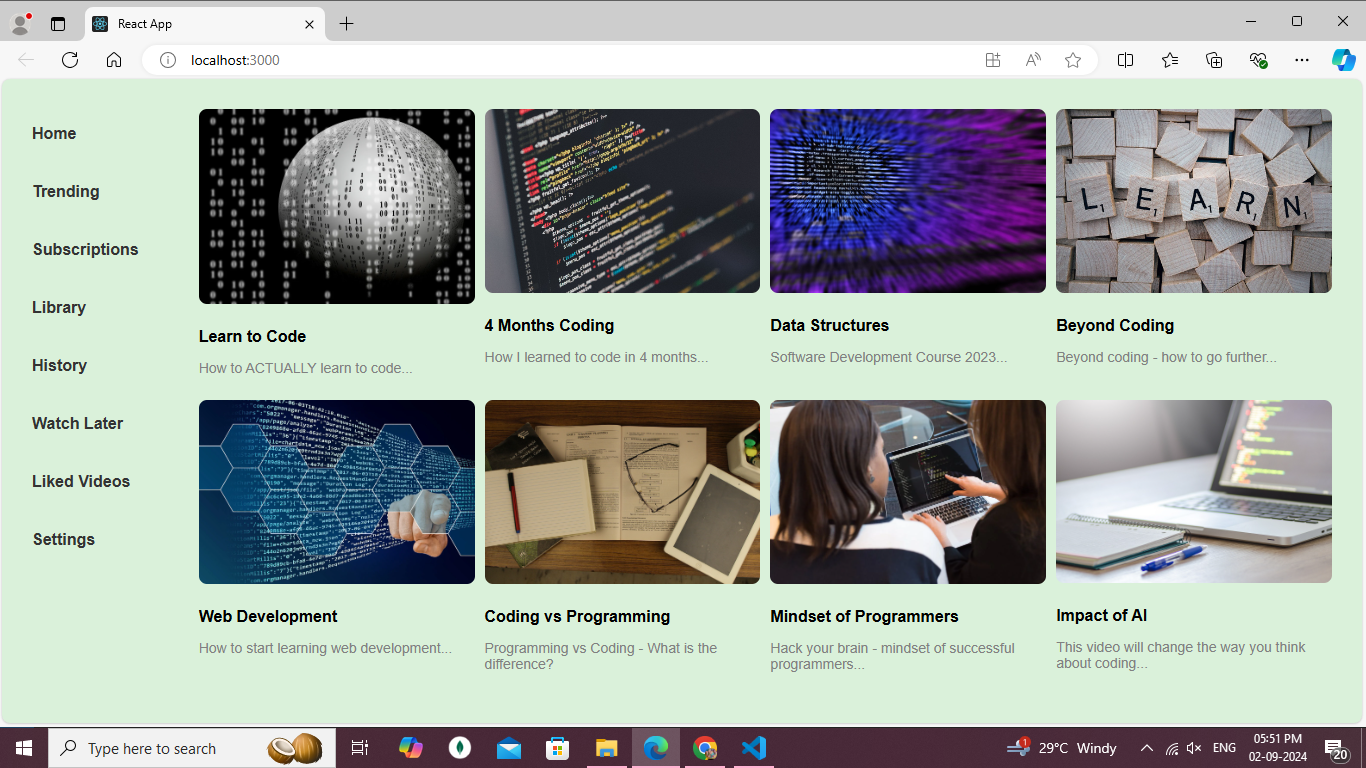 React App
localhost:3000
Home
Trending
Subscriptions
Library
History
Watch Later
Liked Videos
Settings
L E A R N
Learn to Code
How to ACTUALLY learn to code...
4 Months Coding
How I learned to code in 4 months...
Data Structures
Software Development Course 2023...
Beyond Coding
Beyond coding - how to go further...
Web Development
How to start learning web development...
Coding vs Programming
Programming vs Coding - What is the
difference?
Mindset of Programmers
Hack your brain - mindset of successful
programmers...
Impact of AI
This video will change the way you think
about coding...
Type here to search
1
29°C Windy
ENG
05:51 PM
02-09-2024
20